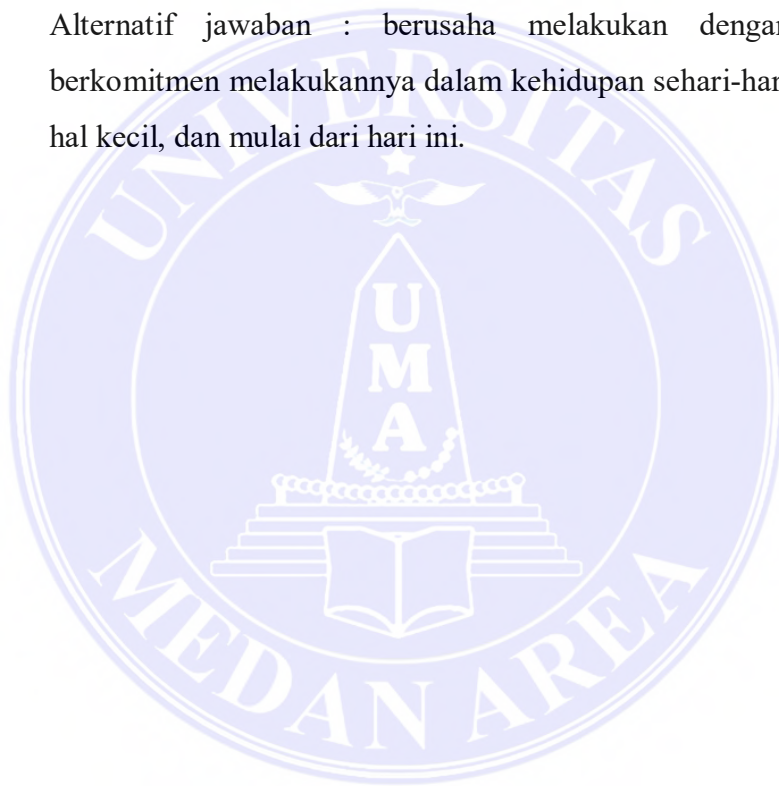 Alternatif jawaban : berusaha melakukan dengan
berkomitmen melakukannya dalam kehidupan sehari-har
hal kecil, dan mulai dari hari ini.
UNIVERSITAS
UMA
MEDAN AREA